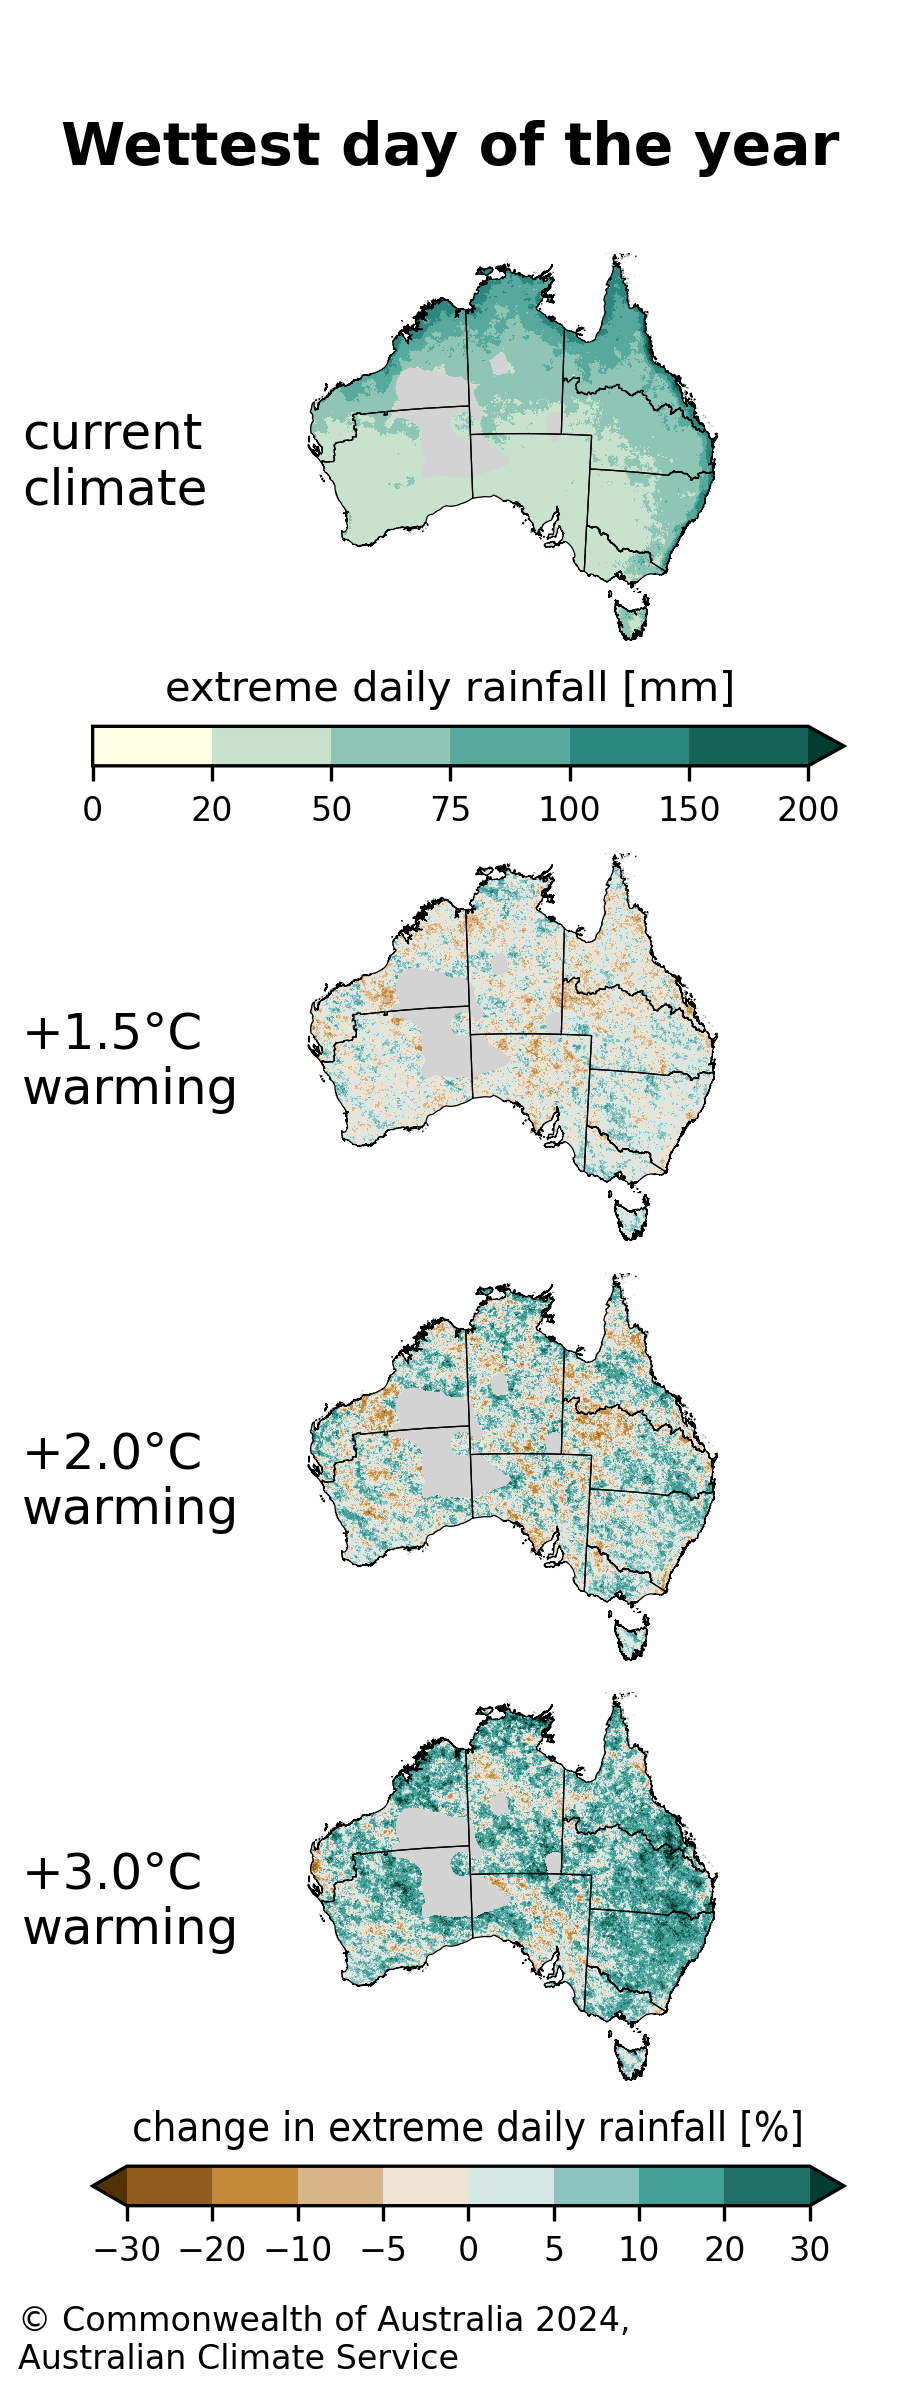 Wettest day of the year
current
climate
extreme daily rainfall [mm]
0 20 50 75 100 150 200
+1.5°C
warming
+2.0°C
warming
+3.0°C
warming
change in extreme daily rainfall [%]
−30 −20 −10 −5 0 5 10 20 30
© Commonwealth of Australia 2024,
Australian Climate Service